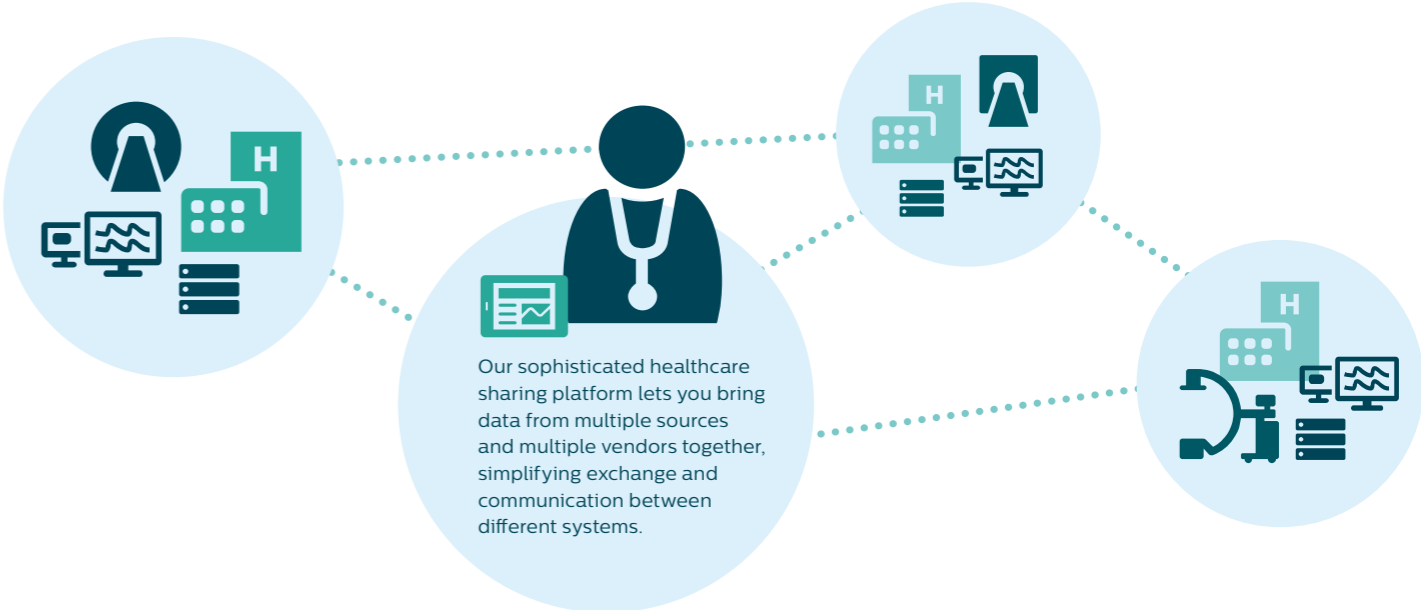 H
H
H
Our sophisticated healthcare
sharing platform lets you bring
data from multiple sources
and multiple vendors together,
simplifying exchange and
communication between
different systems.